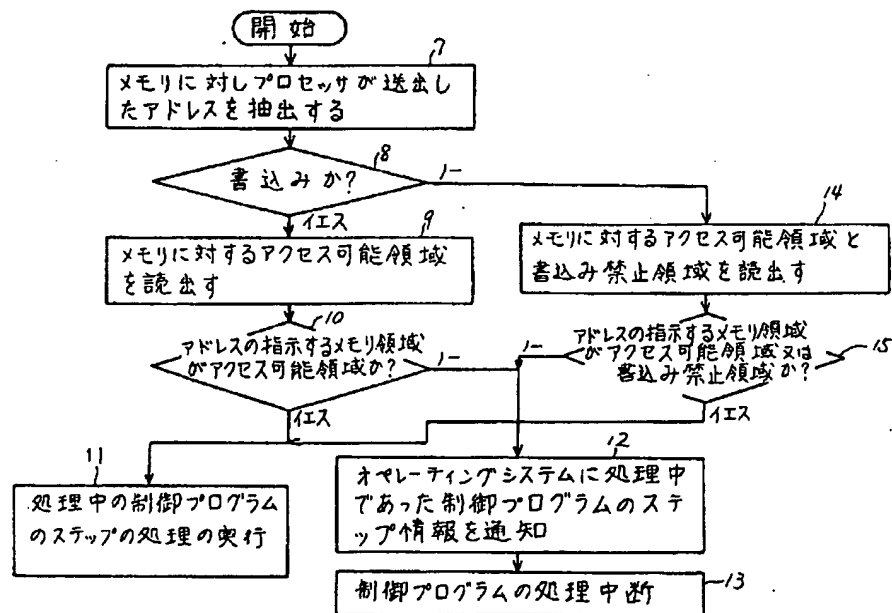 開始
7
メモリに対しプロセッサが送出し
たアドレスを抽出する
8
書込みか?
ノー
イエス
9
メモリに対するアクセス可能領域
を読出す
14
メモリに対するアクセス可能領域と
書込み禁止領域を読出す
10
アドレスの指示するメモリ領域
がアクセス可能領域か?
ノー
イエス
ノー
アドレスの指示するメモリ領域
がアクセス可能領域又は
書込み禁止領域か?
15
イエス
11
処理中の制御プログラム
のステップの処理の実行
12
オペレーティングシステムに処理中
であった制御プログラムのステ
ップ情報を通知
制御プログラムの処理中断
13